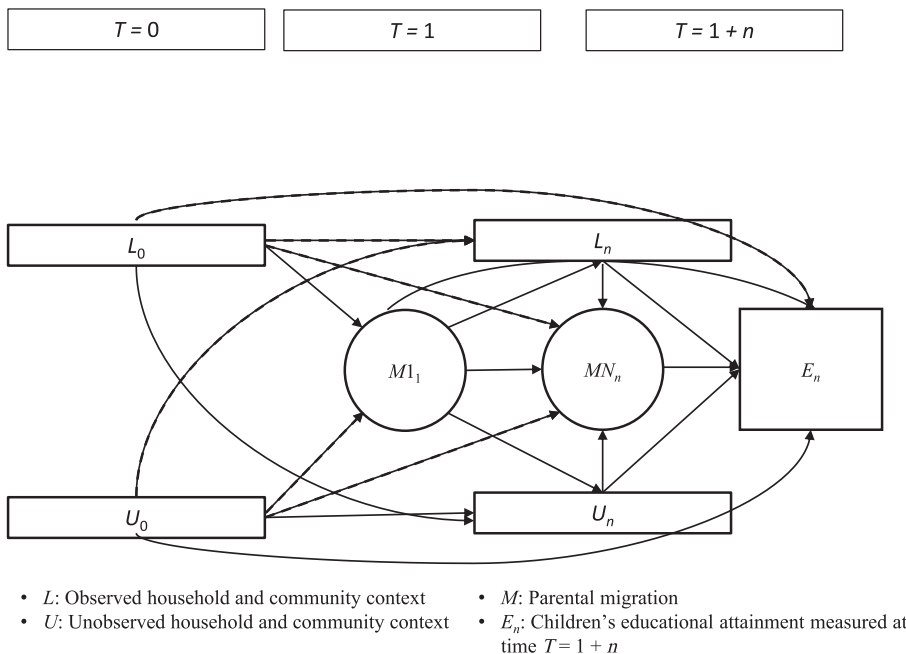 T = 0
T = 1
T = 1 + n
L0
Ln
M11
MNn
En
U0
Un
• L: Observed household and community context
• U: Unobserved household and community context
• M: Parental migration
• En: Children's educational attainment measured at
time T = 1 + n